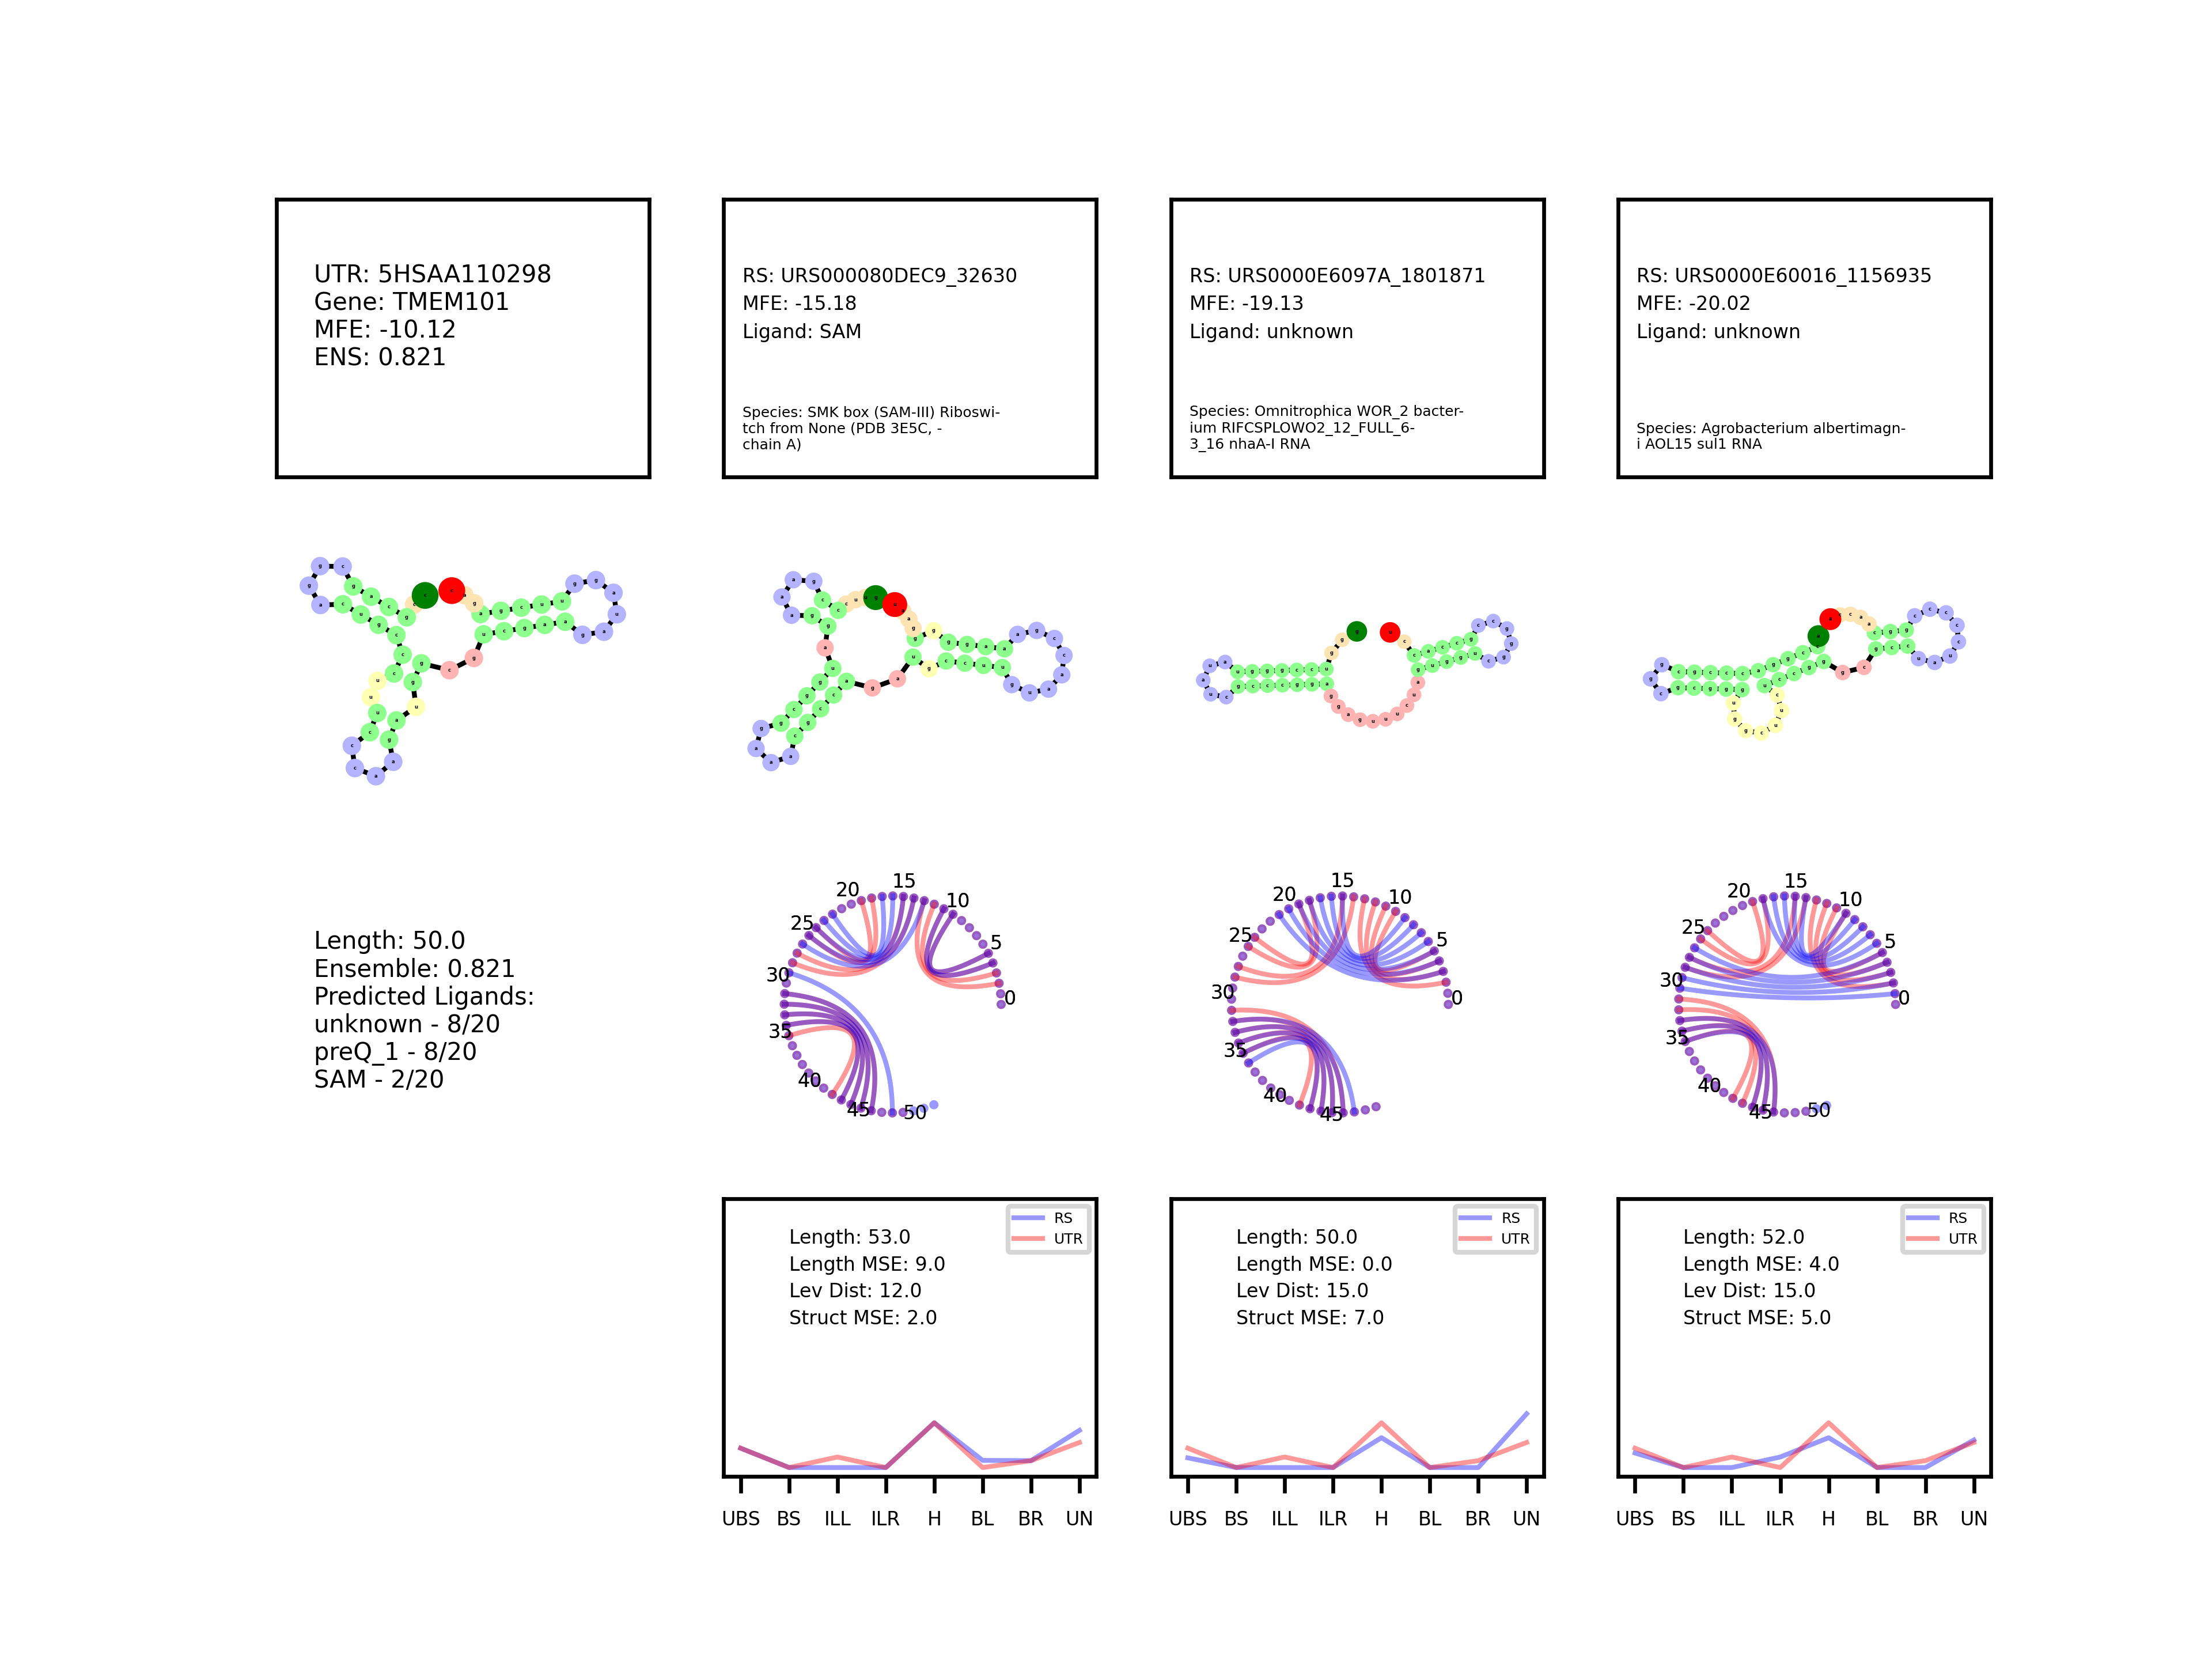 UTR: 5HSAA110298
Gene: TMEM101
MFE: -10.12
ENS: 0.821
RS: URS000080DEC9_32630
MFE: -15.18
Ligand: SAM
Species: SMK box (SAM-III) Riboswi-
tch from None (PDB 3E5C, -
chain A)
RS: URS0000E6097A_1801871
MFE: -19.13
Ligand: unknown
Species: Omnitrophica WOR_2 bacter-
ium RIFCSPLOWO2_12_FULL_6-
3_16 nhaA-I RNA
RS: URS0000E60016_1156935
MFE: -20.02
Ligand: unknown
Species: Agrobacterium albertimagn-
i AOL15 sul1 RNA
Length: 50.0
Ensemble: 0.821
Predicted Ligands:
unknown - 8/20
preQ_1 - 8/20
SAM - 2/20
0
5
10
15
20
25
30
35
40
45
50
0
5
10
15
20
25
30
35
40
45
0
5
10
15
20
25
30
35
40
45
50
RS
UTR
Length: 53.0
Length MSE: 9.0
Lev Dist: 12.0
Struct MSE: 2.0
UBS BS ILL ILR H BL BR UN
RS
UTR
Length: 50.0
Length MSE: 0.0
Lev Dist: 15.0
Struct MSE: 7.0
UBS BS ILL ILR H BL BR UN
RS
UTR
Length: 52.0
Length MSE: 4.0
Lev Dist: 15.0
Struct MSE: 5.0
UBS BS ILL ILR H BL BR UN